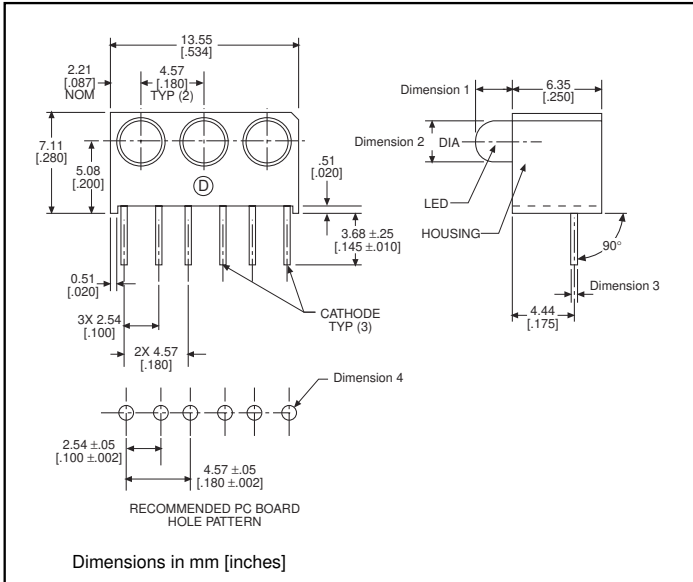 13.55
[.534]
2.21
[.087]
NOM
4.57
[.180]
TYP (2)
7.11
[.280]
5.08
[.200]
D
.51
[.020]
3.68 ±.25
[.145 ±.010]
0.51
[.020]
3X 2.54
[.100]
2X 4.57
[.180]
CATHODE
TYP (3)
Dimension 1
6.35
[.250]
Dimension 2
DIA
LED
HOUSING
90°
Dimension 3
4.44
[.175]
Dimension 4
2.54 ±.05
[.100 ±.002]
4.57 ±.05
[.180 ±.002]
RECOMMENDED PC BOARD
HOLE PATTERN
Dimensions in mm [inches]